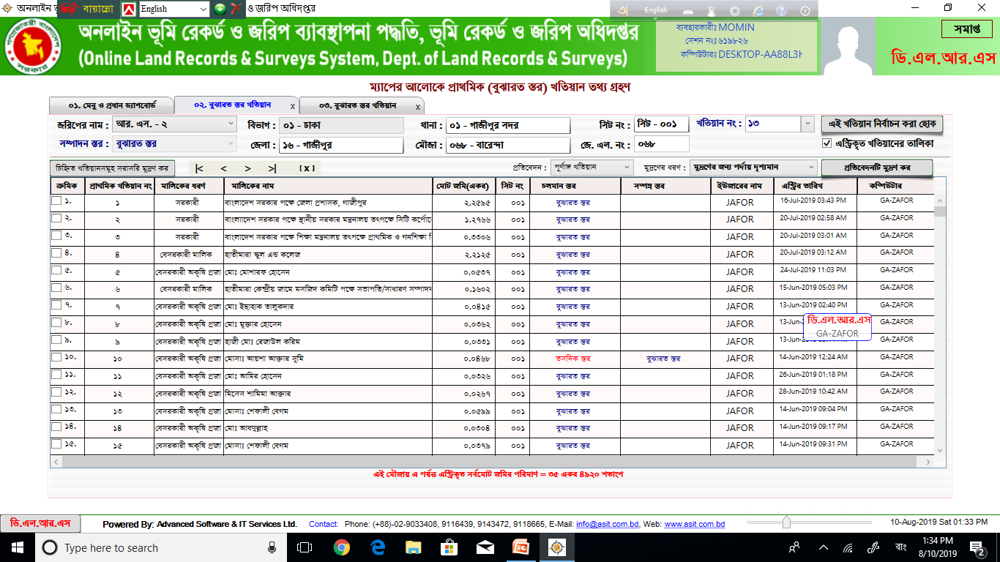 অনলাইন ভূ
বায়ান্নো
English
ও জরিপ অধিদপ্তর
English
অনলাইন ভূমি রেকর্ড ও জরিপ ব্যাবস্থাপনা পদ্ধতি, ভূমি রেকর্ড ও জরিপ অধিদপ্তর
(Online Land Records & Surveys System, Dept. of Land Records & Surveys)
ব্যবহারকারীঃ MOMIN
সেশন নংঃ ৬১৯৮২৬
কম্পিউটারঃ DESKTOP-AA88L3H
সমাপ্ত
ডি.এল.আর.এস
ম্যাপের আলোকে প্রাথমিক (বুঝারত স্তর) খতিয়ান তথ্য গ্রহণ
০১. মেনু ও প্রধান ড্যাশবোর্ড
০২. বুঝারত স্তর খতিয়ান x
০৩. বুঝারত স্তর খতিয়ান x
জরিপের নাম : আর. এস. - ২ বিভাগ : ০১ - ঢাকা থানা : ০১ - গাজীপুর সদর সিট নং : সিট - ০০১ খতিয়ান নং : ১৩ এই খতিয়ান নির্বাচন করা হোক
সম্পাদন স্তর : বুঝারত স্তর জেলা : ১৬ - গাজীপুর মৌজা : ০৬৮ - বারেন্দা জে. এল. নং : ০৬৮ এন্ট্রিকৃত খতিয়ানের তালিকা
চিহ্নিত খতিয়ানসমুহ সরাসরি মুদ্রণ কর |< < > >| [ X ] প্রতিবেদন : পূর্ণাঙ্গ খতিয়ান মুদ্রণের ধরণ : মুদ্রণের জন্য পর্দায় দৃশ্যমান প্রতিবেদনটি মুদ্রণ কর
ক্রমিক প্রাথমিক খতিয়ান নং মালিকের ধরণ মালিকের নাম মোট জমি(একর) সিট নং চলমান স্তর সম্পন্ন স্তর ইউজারের নাম এন্ট্রির তারিখ কম্পিউটার
১. ১ সরকারী বাংলাদেশ সরকার পক্ষে জেলা প্রশাসক, গাজীপুর ২.২৫৯৫ ০০১ বুঝারত স্তর JAFOR 16-Jul-2019 03:43 PM GA-ZAFOR
২. ২ সরকারী বাংলাদেশ সরকার পক্ষে স্থানীয় সরকার মন্ত্রনালয় তৎপক্ষে সিটি কর্পোরে ১.২৭৬৬ ০০১ বুঝারত স্তর JAFOR 20-Jul-2019 02:58 AM GA-ZAFOR
৩. ৩ সরকারী বাংলাদেশ সরকার পক্ষে শিক্ষা মন্ত্রনালয় তৎপক্ষে প্রাথমিক ও গনশিক্ষা ০.৩৩০৬ ০০১ বুঝারত স্তর JAFOR 20-Jul-2019 03:01 AM GA-ZAFOR
৪. ৪ বেসরকারী মালিক হাতীমারা স্কুল এন্ড কলেজ ২.২১২৫ ০০১ বুঝারত স্তর JAFOR 20-Jul-2019 03:12 AM GA-ZAFOR
৫. ৫ বেসরকারী অকৃষি প্রজা মোঃ মোশারফ হোসেন ০.০৫৩৭ ০০১ বুঝারত স্তর JAFOR 24-Jul-2019 11:03 PM GA-ZAFOR
৬. ৬ বেসরকারী মালিক হাতীমারা কেন্দ্রীয় জামে মসজিদ কমিটি পক্ষে সভাপতি/সাধারণ সম্পাদক ০.১৬০২ ০০১ বুঝারত স্তর JAFOR 15-Jun-2019 05:03 PM GA-ZAFOR
৭. ৭ বেসরকারী অকৃষি প্রজা মোঃ ইছাহাক তালুকদার ০.০৪১৫ ০০১ বুঝারত স্তর JAFOR 13-Jun-2019 02:40 PM GA-ZAFOR
৮. ৮ বেসরকারী অকৃষি প্রজা মোঃ মুক্তার হোসেন ০.০৩৬২ ০০১ বুঝারত স্তর JAFOR 13-Jun- GA-ZAFOR
ডি.এল.আর.এস
GA-ZAFOR
৯. ৯ বেসরকারী অকৃষি প্রজা হাজী মোঃ রেজাউল করিম ০.০৩৩১ ০০১ বুঝারত স্তর JAFOR 13-Jun- GA-ZAFOR
১০. ১০ বেসরকারী অকৃষি প্রজা মোসাঃ আয়শা আক্তার সুমি ০.০৪৬৮ ০০১ তসদিক স্তর বুঝারত স্তর JAFOR 14-Jun-2019 12:24 AM GA-ZAFOR
১১. ১১ বেসরকারী অকৃষি প্রজা মোঃ আমির হোসেন ০.০৩২৬ ০০১ বুঝারত স্তর JAFOR 26-Jun-2019 01:18 PM GA-ZAFOR
১২. ১২ বেসরকারী অকৃষি প্রজা মিসেস শামিমা আক্তার ০.০২৬৭ ০০১ বুঝারত স্তর JAFOR 28-Jun-2019 10:42 AM GA-ZAFOR
১৩. ১৩ বেসরকারী অকৃষি প্রজা মোসাঃ শেফালী বেগম ০.০৫৯৯ ০০১ বুঝারত স্তর JAFOR 14-Jun-2019 09:04 PM GA-ZAFOR
১৪. ১৪ বেসরকারী অকৃষি প্রজা মোঃ আবদুল্লাহ ০.০৩০৪ ০০১ বুঝারত স্তর JAFOR 14-Jun-2019 09:17 PM GA-ZAFOR
১৫. ১৫ বেসরকারী অকৃষি প্রজা মোসাঃ শেফালী বেগম ০.০৩৭৯ ০০১ বুঝারত স্তর JAFOR 14-Jun-2019 09:31 PM GA-ZAFOR
এই মৌজায় এ পর্যন্ত এন্ট্রিকৃত সর্বমোট জমির পরিমাণ = ৩৫ একর ৪৯২০ শতাংশ
ডি.এল.আর.এস Powered By: Advanced Software & IT Services Ltd. Contact: Phone: (+88)-02-9033408, 9116439, 9143472, 9118665, E-Mail: info@asit.com.bd, Web: www.asit.com.bd 10-Aug-2019 Sat 01:33 PM
Type here to search
বাং
1:34 PM
8/10/2019
2